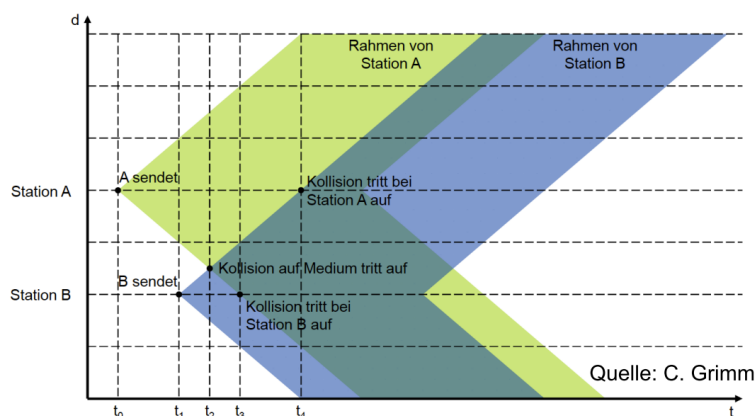 d
Rahmen von
Station A
Rahmen von
Station B
A sendet
Station A
Kollision tritt bei
Station A auf
Kollision auf Medium tritt auf
B sendet
Station B
Kollision tritt bei
Station B auf
Quelle: C. Grimm
t₀ t₁ t₂ t₃ t₄ t